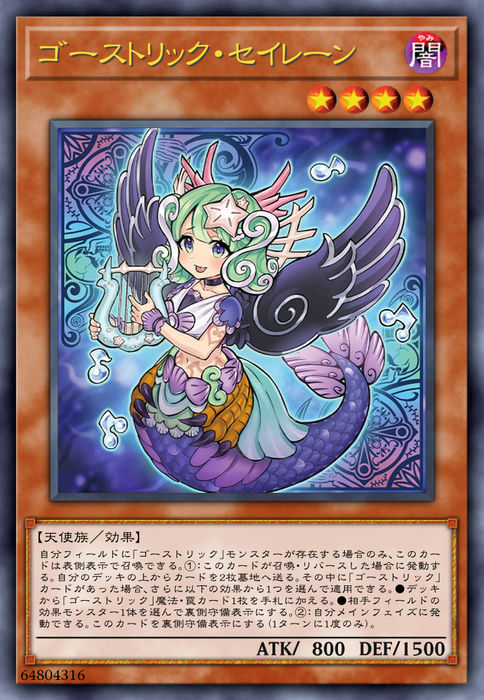 ゴーストリック・セイレーン
やみ
闇
【天使族／効果】
自分フィールドに「ゴーストリック」モンスターが存在する場合のみ、このカー
ドは表側表示で召喚できる。①:このカードが召喚・リバースした場合に発動す
る。自分のデッキの上からカードを2枚墓地へ送る。その中に「ゴーストリック」
カードがあった場合、さらに以下の効果から1つを選んで適用できる。●デッキ
から「ゴーストリック」魔法・罠カード1枚を手札に加える。●相手フィールドの
効果モンスター1体を選んで裏側守備表示にする。②:自分メインフェイズに発
動できる。このカードを裏側守備表示にする(1ターンに1度のみ)。
ATK/ 800 DEF/1500
64804316